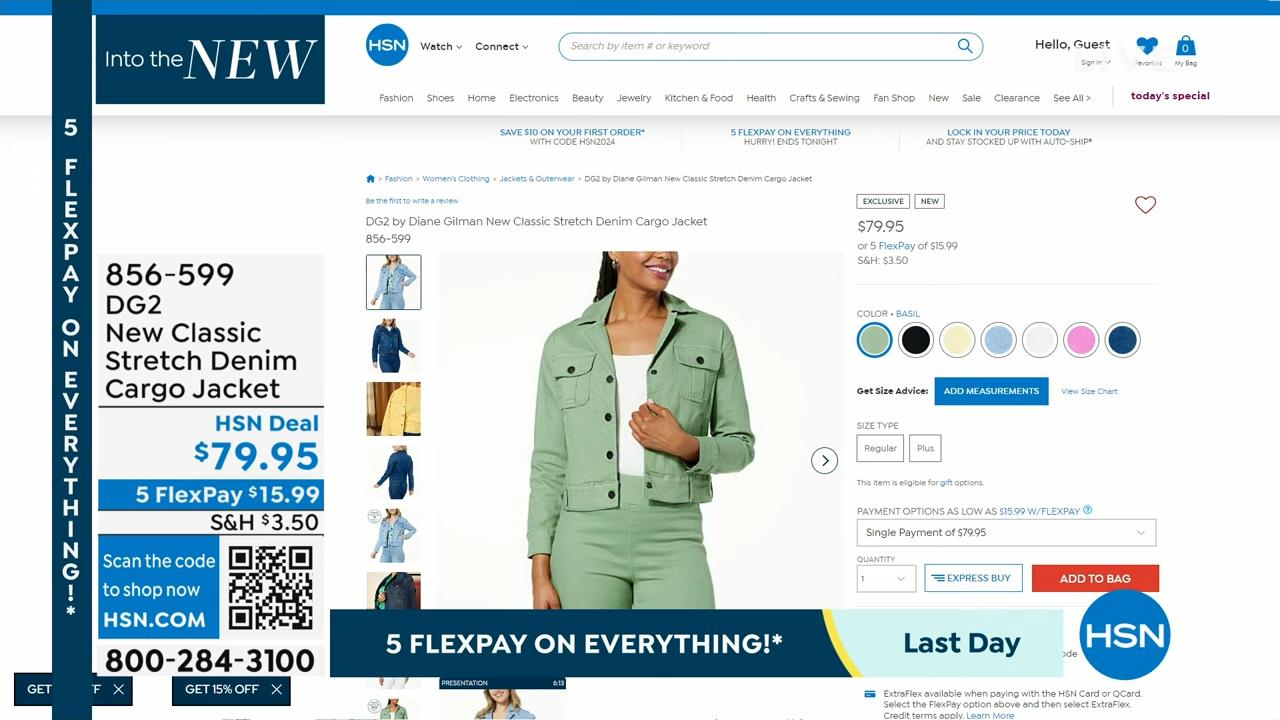 Into the NEW
HSN
Watch
Connect
Search by item # or keyword
Hello, Guest
Sign In
Favorites
0
My Bag
Fashion Shoes Home Electronics Beauty Jewelry Kitchen & Food Health Crafts & Sewing Fan Shop New Sale Clearance See All > today's special
SAVE $10 ON YOUR FIRST ORDER*
WITH CODE HSN2024
5 FLEXPAY ON EVERYTHING
HURRY! ENDS TONIGHT
LOCK IN YOUR PRICE TODAY
AND STAY STOCKED UP WITH AUTO-SHIP*
5 FLEXPAY ON EVERYTHING!*
> Fashion > Women's Clothing > Jackets & Outerwear > DG2 by Diane Gilman New Classic Stretch Denim Cargo Jacket
Be the first to write a review
DG2 by Diane Gilman New Classic Stretch Denim Cargo Jacket
856-599
EXCLUSIVE
NEW
$79.95
or 5 FlexPay of $15.99
S&H: $3.50
COLOR • BASIL
Get Size Advice:
ADD MEASUREMENTS
View Size Chart
SIZE TYPE
Regular
Plus
This item is eligible for gift options.
PAYMENT OPTIONS AS LOW AS $15.99 W/FLEXPAY
Single Payment of $79.95
QUANTITY
1
EXPRESS BUY
ADD TO BAG
856-599
DG2
New Classic
Stretch Denim
Cargo Jacket
HSN Deal
$79.95
5 FlexPay $15.99
S&H $3.50
Scan the code
to shop now
HSN.COM
800-284-3100
5 FLEXPAY ON EVERYTHING!*
Last Day
HSN
GET
FF
GET 15% OFF
PRESENTATION
6:13
ExtraFlex available when paying with the HSN Card or QCard.
Select the FlexPay option above and then select ExtraFlex.
Credit terms apply. Learn More